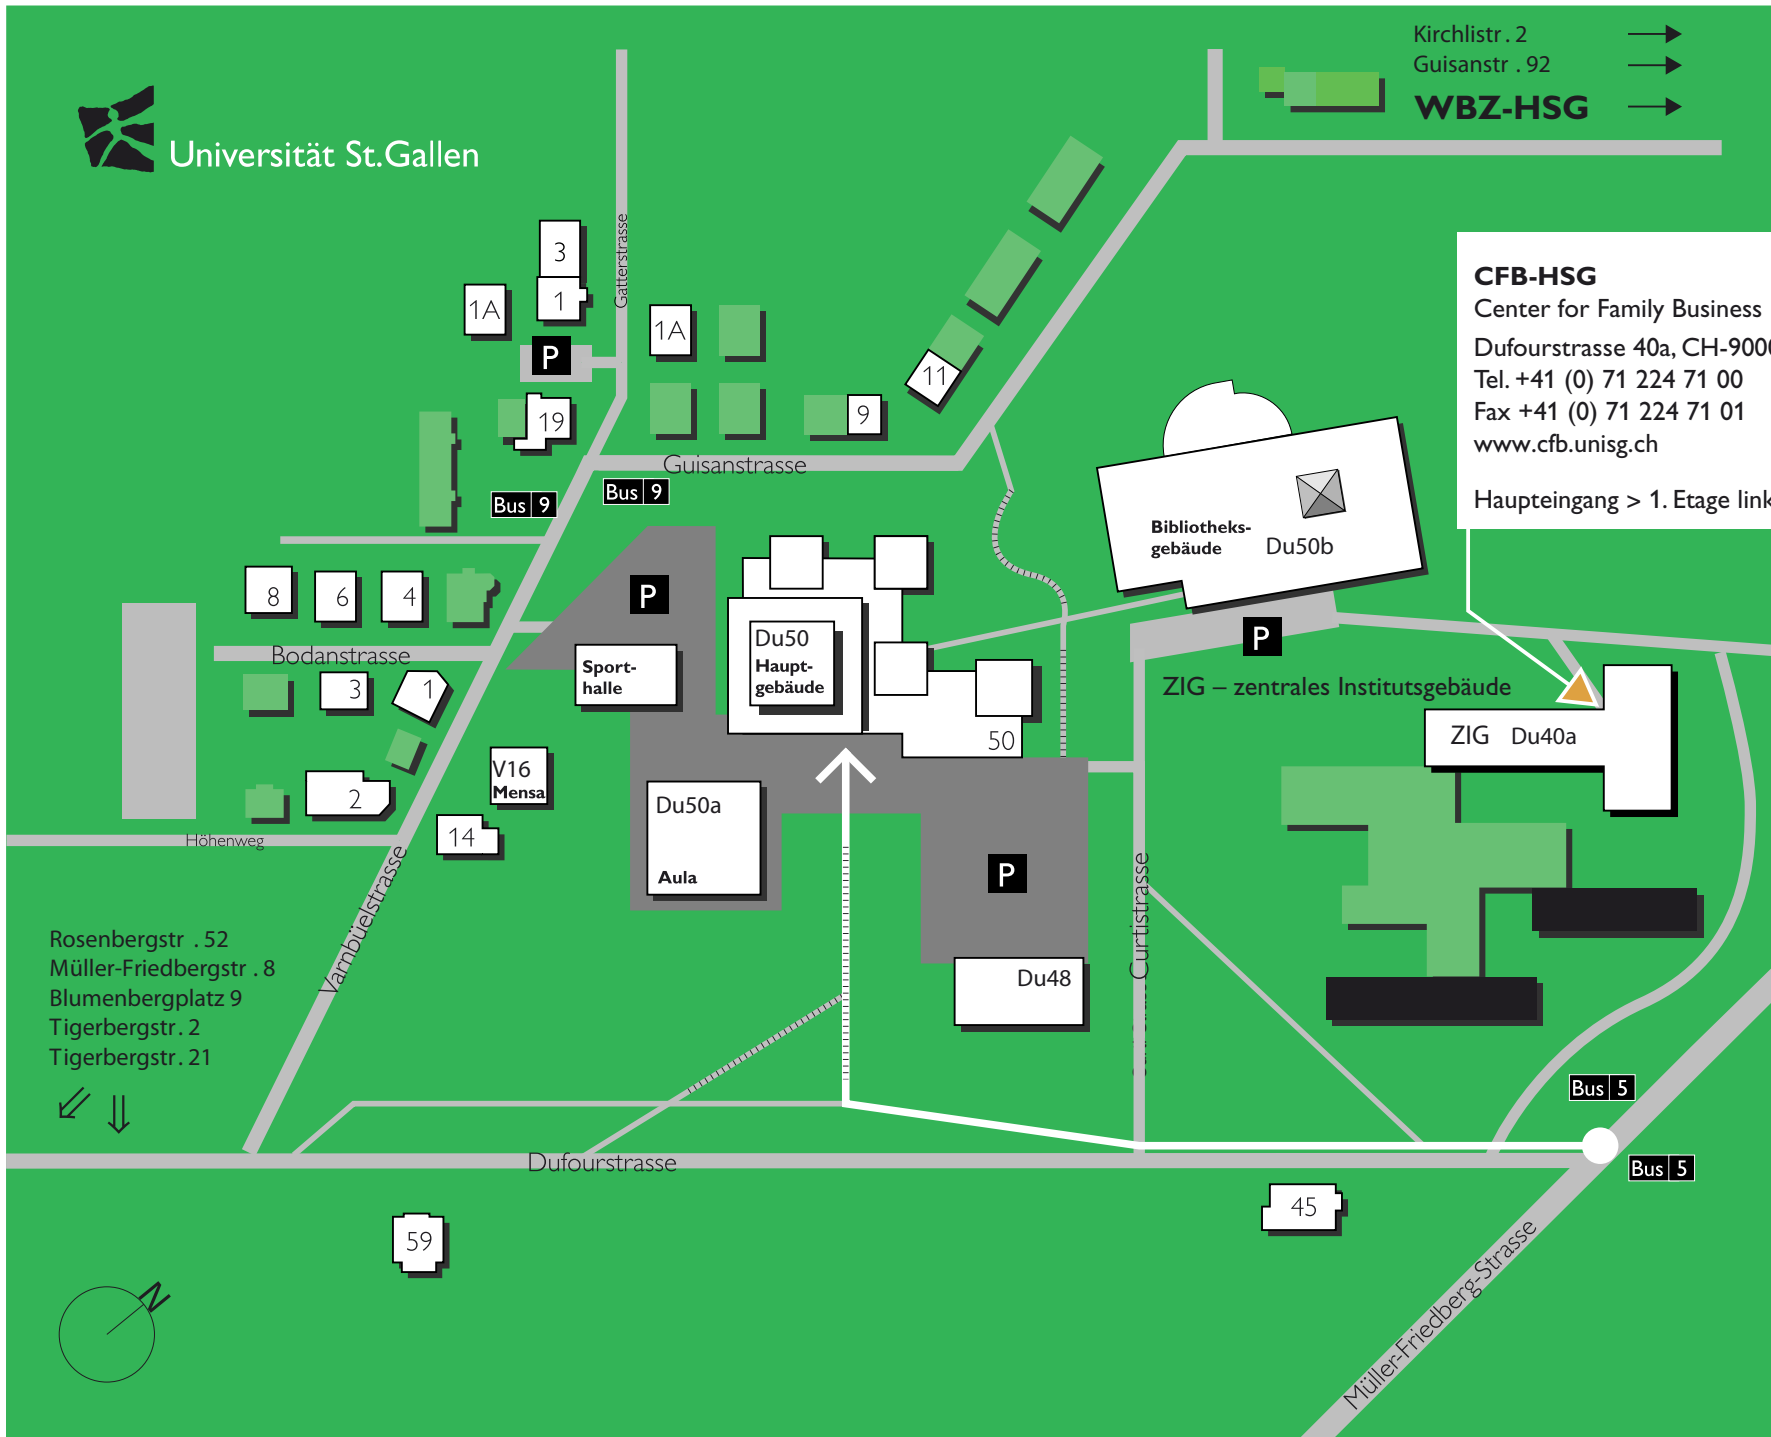 Kirchlistr. 2
Guisanstr. 92
WBZ-HSG
Universität St.Gallen
Gatterstrasse
3
1
1A
1A
P
19
11
9
CFB-HSG
Center for Family Business
Dufourstrasse 40a, CH-9000
Tel. +41 (0) 71 224 71 00
Fax +41 (0) 71 224 71 01
www.cfb.unisg.ch
Haupteingang > 1. Etage link
Guisanstrasse
Bus 9
Bus 9
Bibliotheks-
gebäude
Du50b
8
6
4
P
Bodanstrasse
3
1
Sport-
halle
Du50
Haupt-
gebäude
50
P
ZIG – zentrales Institutsgebäude
ZIG Du40a
V16
Mensa
2
14
Höhenweg
Du50a
Aula
P
Varnbüelstrasse
Curtistrasse
Du48
Rosenbergstr. 52
Müller-Friedbergstr. 8
Blumenbergplatz 9
Tigerbergstr. 2
Tigerbergstr. 21
Bus 5
Bus 5
Dufourstrasse
59
45
Müller-Friedberg-Strasse
N